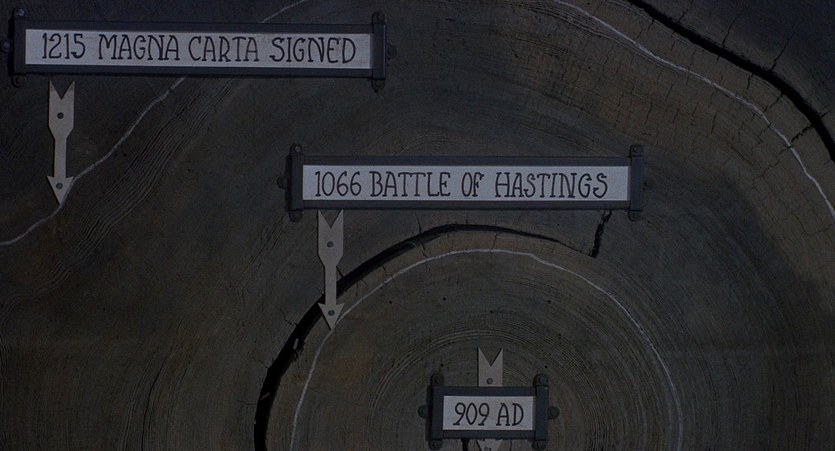 1215 MAGNA CARTA SIGNED
1066 BATTLE OF HASTINGS
909 AD